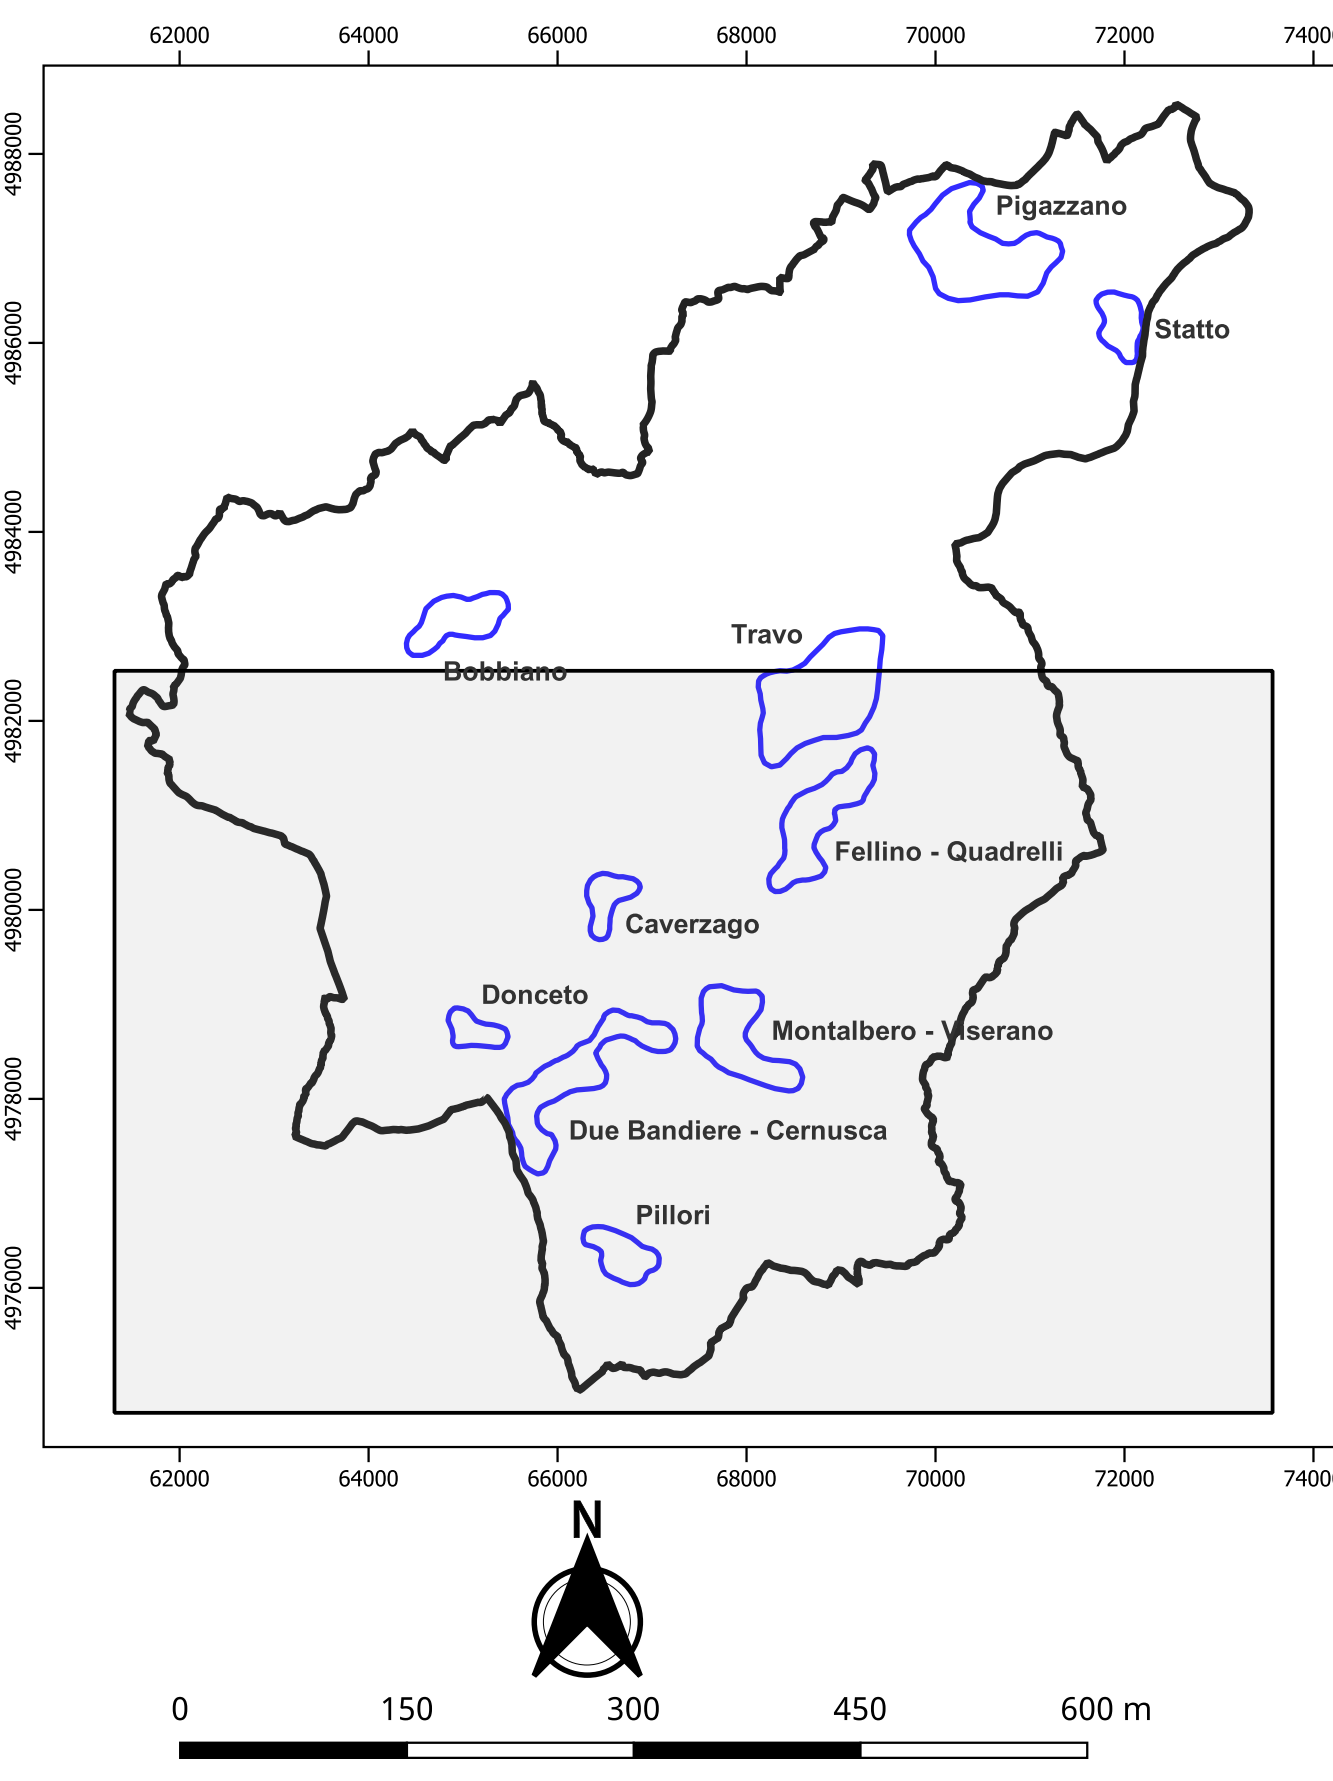 62000 64000 66000 68000 70000 72000 7400
4988000
Pigazzano
4986000
Statto
4984000
Travo
Bobbiano
4982000
Fellino - Quadrelli
4980000
Caverzago
Donceto
Montalbero - Viserano
4978000
Due Bandiere - Cernusca
Pillori
4976000
62000 64000 66000 68000 70000 72000 7400
N
0 150 300 450 600 m